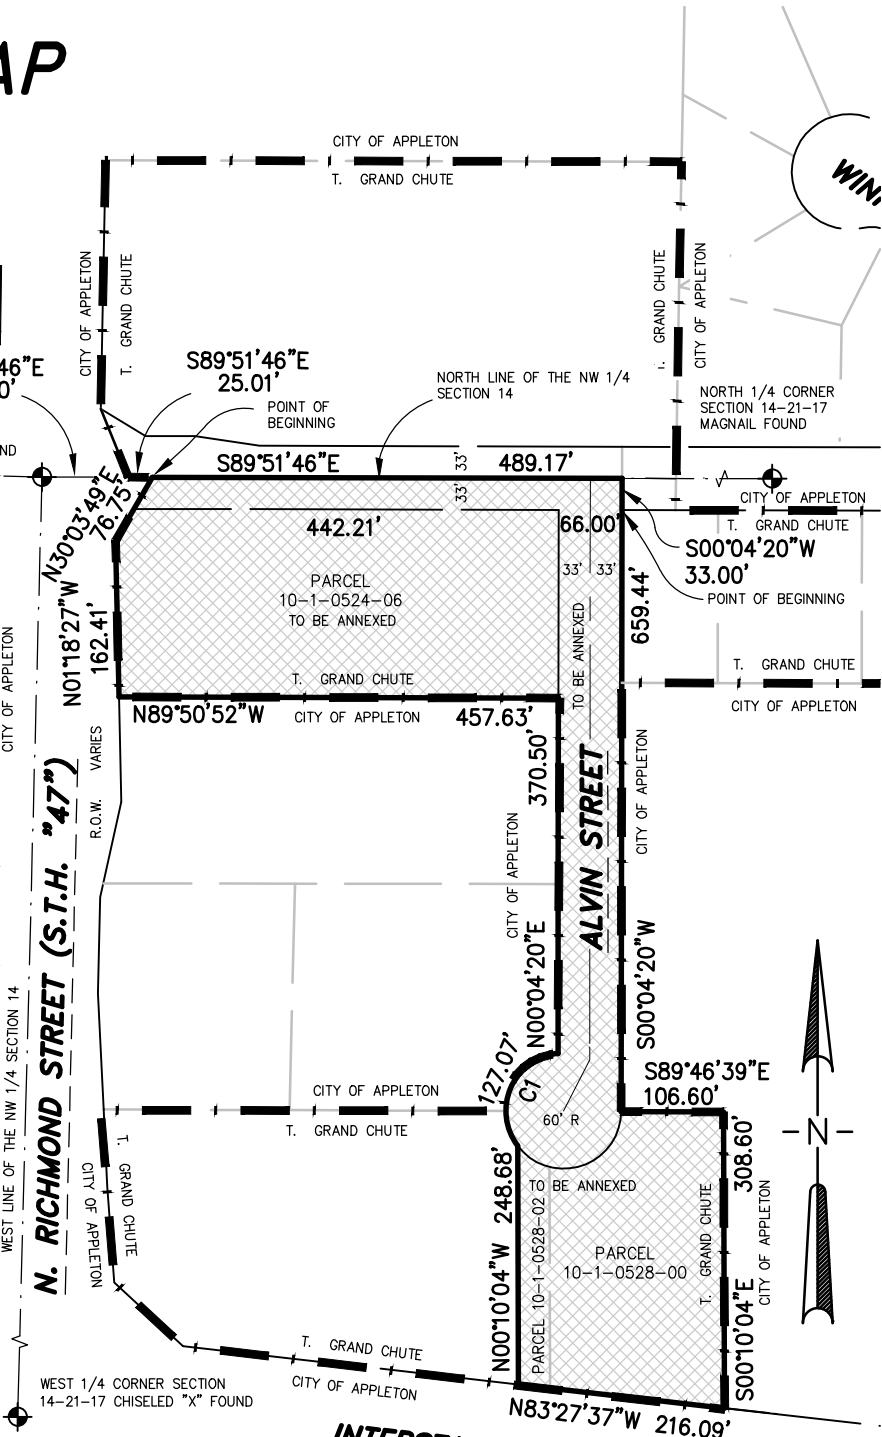 AP
CITY OF APPLETON
T. GRAND CHUTE
WIN
CITY OF APPLETON
T. GRAND CHUTE
T. GRAND CHUTE
CITY OF APPLETON
46"E
0'
S89°51'46"E
25.01'
POINT OF
BEGINNING
NORTH LINE OF THE NW 1/4
SECTION 14
NORTH 1/4 CORNER
SECTION 14-21-17
MAGNAIL FOUND
ND
S89°51'46"E
33'
33'
489.17'
CITY OF APPLETON
T. GRAND CHUTE
N30°03'49"E
76.75'
442.21'
66.00'
S00°04'20"W
33.00'
POINT OF BEGINNING
33' 33'
PARCEL
10-1-0524-06
TO BE ANNEXED
TO BE ANNEXED
659.44'
N01°18'27"W
162.41'
CITY OF APPLETON
T. GRAND CHUTE
CITY OF APPLETON
T. GRAND CHUTE
CITY OF APPLETON
N89°50'52"W
457.63'
R.O.W. VARIES
370.50'
ALVIN STREET
CITY OF APPLETON
CITY OF APPLETON
N00°04'20"E
S00°04'20"W
N. RICHMOND STREET (S.T.H. "47")
WEST LINE OF THE NW 1/4 SECTION 14
127.07'
C1
60' R
S89°46'39"E
106.60'
CITY OF APPLETON
T. GRAND CHUTE
T. GRAND CHUTE
CITY OF APPLETON
N
308.60'
S00°10'04"E
248.68'
N00°10'04"W
TO BE ANNEXED
PARCEL 10-1-0528-02
PARCEL
10-1-0528-00
T. GRAND CHUTE
CITY OF APPLETON
T. GRAND CHUTE
CITY OF APPLETON
WEST 1/4 CORNER SECTION
14-21-17 CHISELED "X" FOUND
N83°27'37"W
216.09'